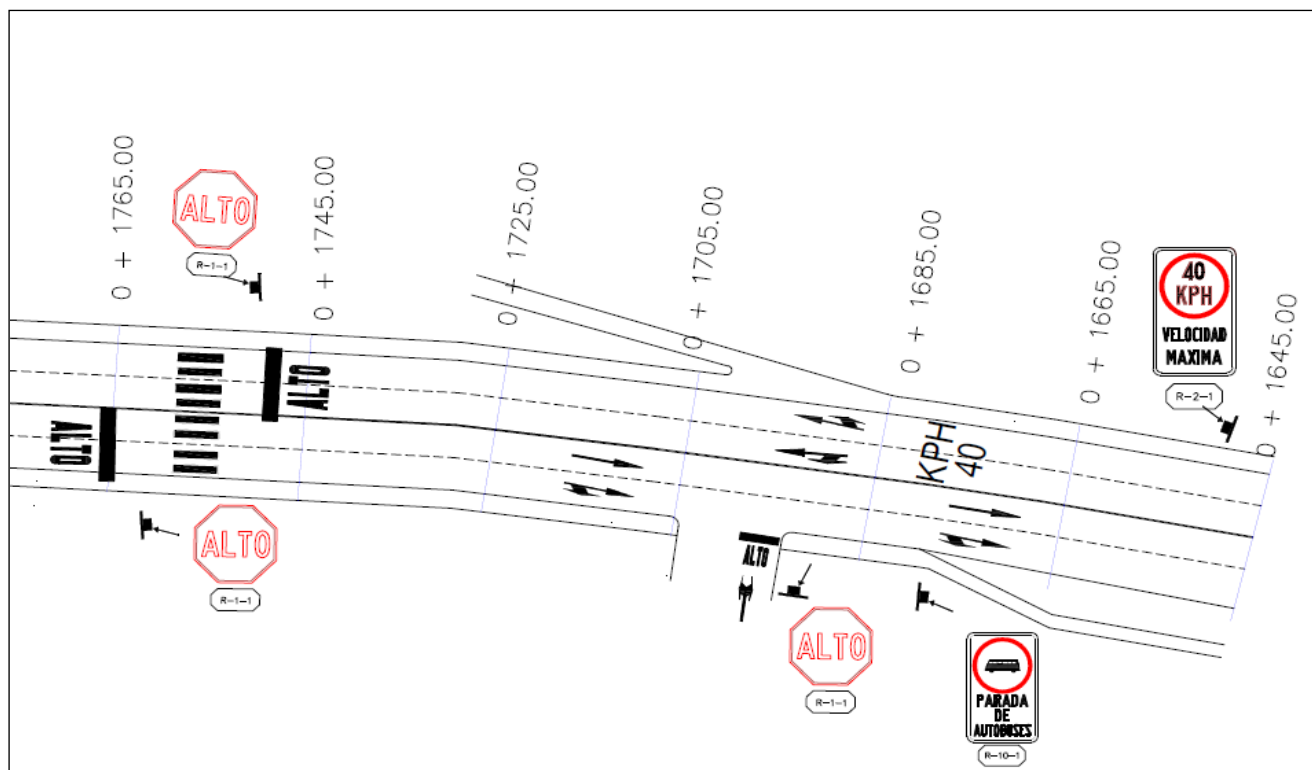 0 + 1765.00
0 + 1745.00
0 + 1725.00
0 + 1705.00
0 + 1685.00
0 + 1665.00
0 + 1645.00
ALTO
R-1-1
40
KPH
VELOCIDAD
MAXIMA
R-2-1
ALTO
ALTO
KPH
40
ALTO
R-1-1
ALTO
ALTO
R-1-1
PARADA
DE
AUTOBUSES
R-10-1